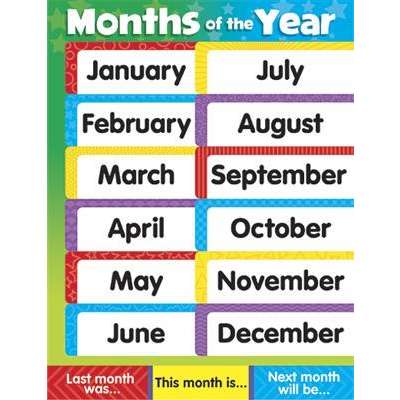 Months of the Year
January
July
February
August
March
September
April
October
May
November
June
December
Last month
was...
This month is...
Next month
will be...